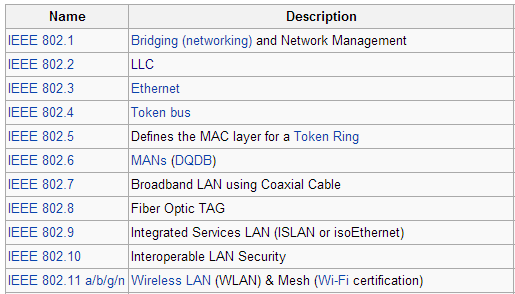 Name Description
IEEE 802.1 Bridging (networking) and Network Management
IEEE 802.2 LLC
IEEE 802.3 Ethernet
IEEE 802.4 Token bus
IEEE 802.5 Defines the MAC layer for a Token Ring
IEEE 802.6 MANs (DQDB)
IEEE 802.7 Broadband LAN using Coaxial Cable
IEEE 802.8 Fiber Optic TAG
IEEE 802.9 Integrated Services LAN (ISLAN or isoEthernet)
IEEE 802.10 Interoperable LAN Security
IEEE 802.11 a/b/g/n Wireless LAN (WLAN) & Mesh (Wi-Fi certification)